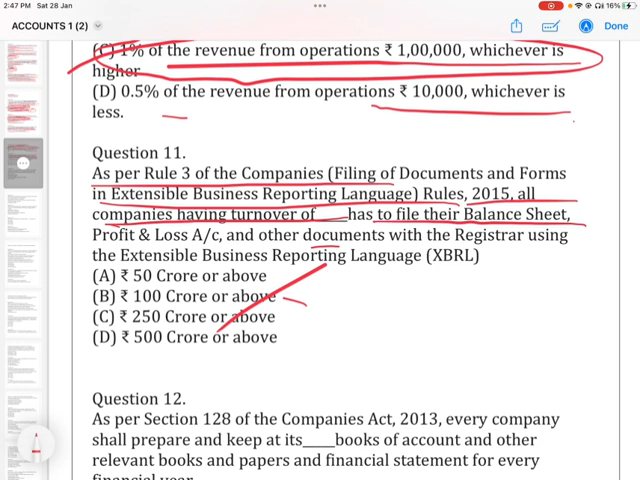 2:47 PM Sat 28 Jan
16%
ACCOUNTS 1 (2)
Done
(C) 1% of the revenue from operations ₹ 1,00,000, whichever is
higher
(D) 0.5% of the revenue from operations ₹ 10,000, whichever is
less.
Question 11.
As per Rule 3 of the Companies (Filing of Documents and Forms
in Extensible Business Reporting Language) Rules, 2015, all
companies having turnover of____has to file their Balance Sheet,
Profit & Loss A/c, and other documents with the Registrar using
the Extensible Business Reporting Language (XBRL)
(A) ₹ 50 Crore or above
(B) ₹ 100 Crore or above
(C) ₹ 250 Crore or above
(D) ₹ 500 Crore or above
Question 12.
As per Section 128 of the Companies Act, 2013, every company
shall prepare and keep at its____books of account and other
relevant books and papers and financial statement for every
financial year